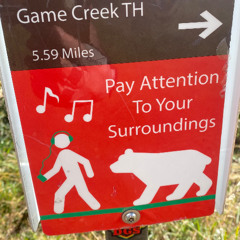 Game Creek TH
5.59 Miles
Pay Attention
To Your
Surroundings